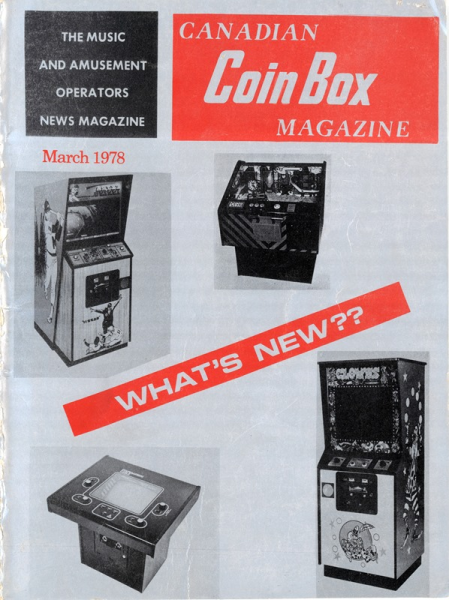 THE MUSIC
AND AMUSEMENT
OPERATORS
NEWS MAGAZINE
CANADIAN
Coin Box
MAGAZINE
March 1978
WHAT'S NEW??
CLOWNS